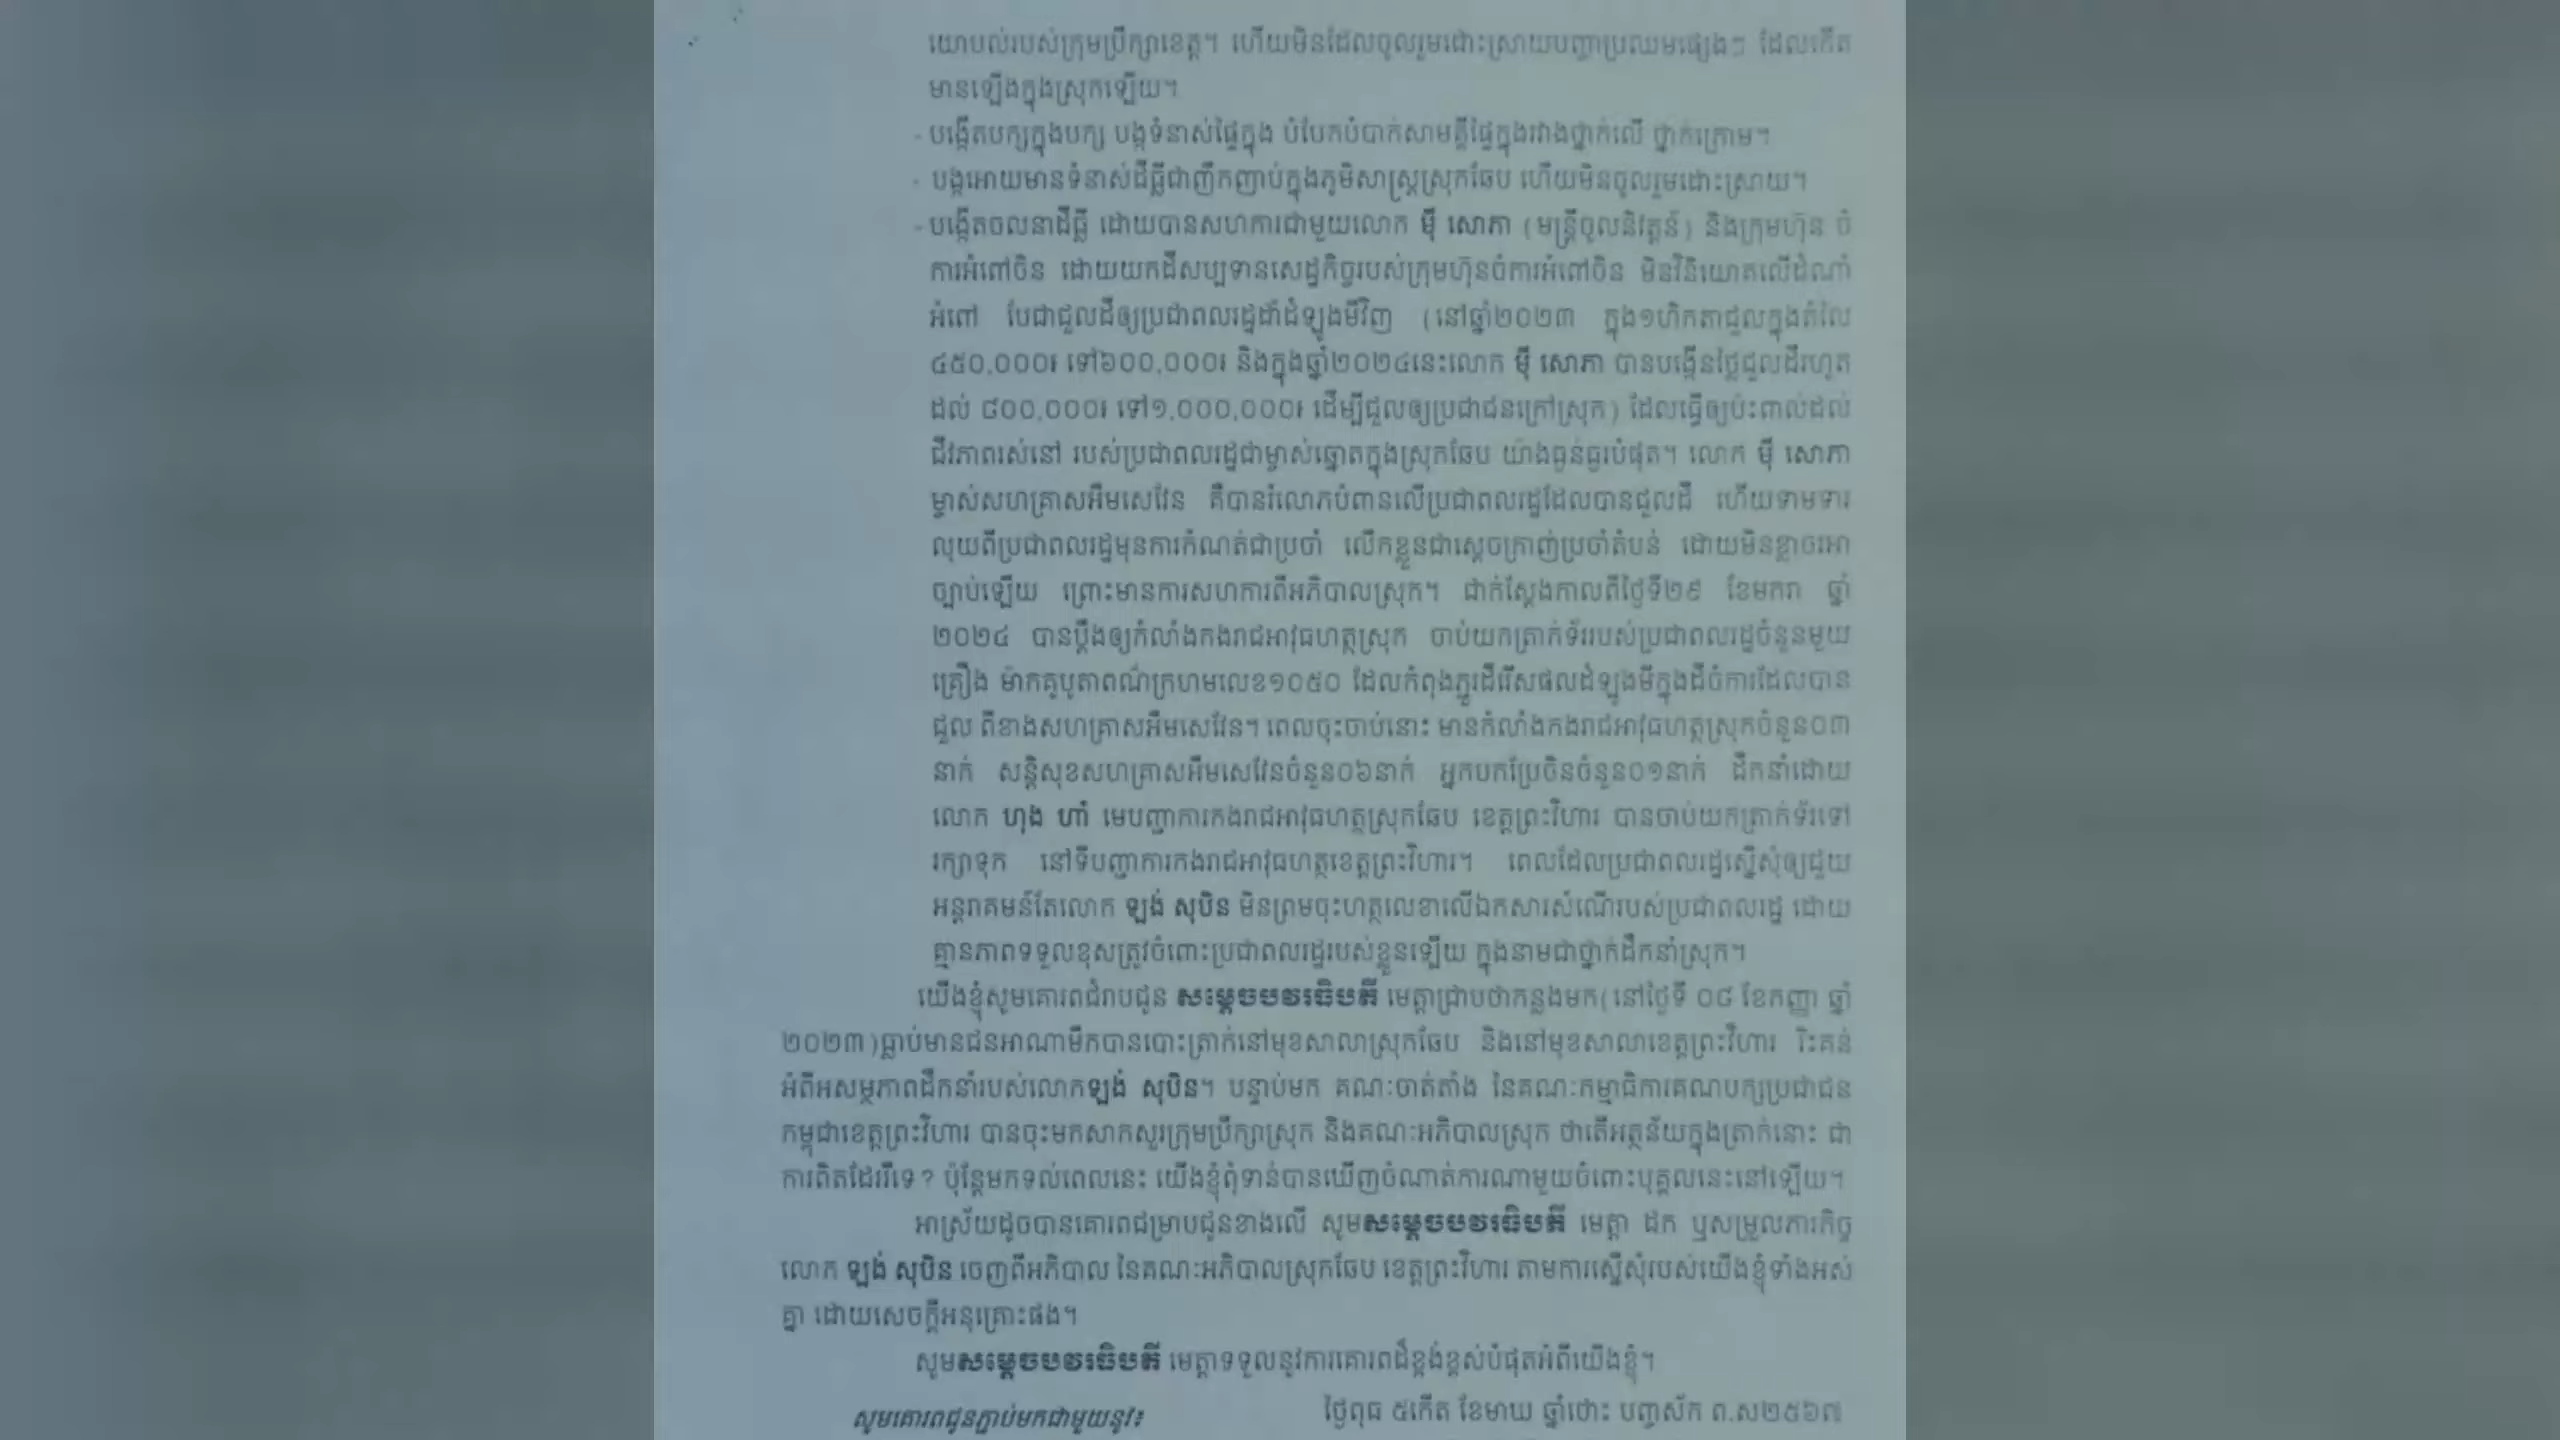 យោបល់របស់ក្រុមប្រឹក្សាខេត្ត។ ហើយមិនដែលចូលរួមដោះស្រាយបញ្ហាប្រឈមផ្សេងៗ ដែលកើត
មានឡើងក្នុងស្រុកឡើយ។
- បង្កើតបក្សក្នុងបក្ស បង្កទំនាស់ផ្ទៃក្នុង បំបែកបំបាក់សាមគ្គីផ្ទៃក្នុងរវាងថ្នាក់លើ ថ្នាក់ក្រោម។
- បង្កអោយមានទំនាស់ដីធ្លីជាញឹកញាប់ក្នុងភូមិសាស្ត្រស្រុកឆែប ហើយមិនចូលរួមដោះស្រាយ។
- បង្កើតចលនាដីធ្លី ដោយបានសហការជាមួយលោក ម៉ី សោភា (មន្ត្រីចូលនិវត្តន៍) និងក្រុមហ៊ុន ចំ
ការអំពៅចិន ដោយយកដីសប្បទានសេដ្ឋកិច្ចរបស់ក្រុមហ៊ុនចំការអំពៅចិន មិនវិនិយោគលើដំណាំ
អំពៅ បែជាជួលដីឲ្យប្រជាពលរដ្ឋដាំដំឡូងមីវិញ (នៅឆ្នាំ២០២៣ ក្នុង១ហិកតាជួលក្នុងតំលៃ
៤៥០,០០០៛ ទៅ៦០០,០០០៛ និងក្នុងឆ្នាំ២០២៤នេះលោក ម៉ី សោភា បានបង្កើនថ្លៃជួលដីរហូត
ដល់ ៨០០,០០០៛ ទៅ១,០០០,០០០៛ ដើម្បីជួលឲ្យប្រជាជនក្រៅស្រុក) ដែលធ្វើឲ្យប៉ះពាល់ដល់
ជីវភាពរស់នៅ របស់ប្រជាពលរដ្ឋជាម្ចាស់ឆ្នោតក្នុងស្រុកឆែប យ៉ាងធ្ងន់ធ្ងរបំផុត។ លោក ម៉ី សោភា
ម្ចាស់សហគ្រាសអឹមសេវែន គឺបានរំលោភបំពានលើប្រជាពលរដ្ឋដែលបានជួលដី ហើយទាមទារ
លុយពីប្រជាពលរដ្ឋមុនការកំណត់ជាប្រចាំ លើកខ្លួនជាស្តេចក្រាញ់ប្រចាំតំបន់ ដោយមិនខ្លាចរអា
ច្បាប់ឡើយ ព្រោះមានការសហការពីអភិបាលស្រុក។ ជាក់ស្តែងកាលពីថ្ងៃទី២៩ ខែមករា ឆ្នាំ
២០២៤ បានប្តឹងឲ្យកំលាំងកងរាជអាវុធហត្ថស្រុក ចាប់យកត្រាក់ទ័ររបស់ប្រជាពលរដ្ឋចំនួនមួយ
គ្រឿង ម៉ាកគូបូតាពណ៌ក្រហមលេខ១០៥០ ដែលកំពុងភ្ជួរដីរើសផលដំឡូងមីក្នុងដីចំការដែលបាន
ជួល ពីខាងសហគ្រាសអឹមសេវែន។ ពេលចុះចាប់នោះ មានកំលាំងកងរាជអាវុធហត្ថស្រុកចំនួន០៣
នាក់ សន្តិសុខសហគ្រាសអឹមសេវែនចំនួន០៦នាក់ អ្នកបកប្រែចិនចំនួន០១នាក់ ដឹកនាំដោយ
លោក ហុង ហាំ មេបញ្ជាការកងរាជអាវុធហត្ថស្រុកឆែប ខេត្តព្រះវិហារ បានចាប់យកត្រាក់ទ័រទៅ
រក្សាទុក នៅទីបញ្ជាការកងរាជអាវុធហត្ថខេត្តព្រះវិហារ។ ពេលដែលប្រជាពលរដ្ឋស្នើសុំឲ្យជួយ
អន្តរាគមន៍តែលោក ឡុង សុបិន មិនព្រមចុះហត្ថលេខាលើឯកសារសំណើរបស់ប្រជាពលរដ្ឋ ដោយ
គ្មានភាពទទួលខុសត្រូវចំពោះប្រជាពលរដ្ឋរបស់ខ្លួនឡើយ ក្នុងនាមជាថ្នាក់ដឹកនាំស្រុក។
យើងខ្ញុំសូមគោរពជំរាបជូន សម្តេចបវរធិបតី មេត្តាជ្រាបថាកន្លងមក(នៅថ្ងៃទី ០៨ ខែកញ្ញា ឆ្នាំ
២០២៣)ធ្លាប់មានជនអាណាមឹកបានបោះត្រាក់នៅមុខសាលាស្រុកឆែប និងនៅមុខសាលាខេត្តព្រះវិហារ រិះគន់
អំពីអសម្ថភាពដឹកនាំរបស់លោកឡុង សុបិន។ បន្ទាប់មក គណៈចាត់តាំង នៃគណៈកម្មាធិការគណបក្សប្រជាជន
កម្ពុជាខេត្តព្រះវិហារ បានចុះមកសាកសួរក្រុមប្រឹក្សាស្រុក និងគណៈអភិបាលស្រុក ថាតើអត្ថន័យក្នុងត្រាក់នោះ ជា
ការពិតដែររឺទេ? ប៉ុន្តែមកទល់ពេលនេះ យើងខ្ញុំពុំទាន់បានឃើញចំណាត់ការណាមួយចំពោះបុគ្គលនេះនៅឡើយ។
អាស្រ័យដូចបានគោរពជម្រាបជូនខាងលើ សូមសម្តេចបវរធិបតី មេត្តា ដក ឬសម្រួលភារកិច្ច
លោក ឡុង សុបិន ចេញពីអភិបាល នៃគណៈអភិបាលស្រុកឆែប ខេត្តព្រះវិហារ តាមការស្នើសុំរបស់យើងខ្ញុំទាំងអស់
គ្នា ដោយសេចក្តីអនុគ្រោះផង។
សូមសម្តេចបវរធិបតី មេត្តាទទួលនូវការគោរពដ៏ខ្ពង់ខ្ពស់បំផុតអំពីយើងខ្ញុំ។
ថ្ងៃពុធ ៥កើត ខែមាឃ ឆ្នាំថោះ បញ្ចស័ក ព.ស២៥៦៧
សូមគោរពជូនភ្ជាប់មកជាមួយនូវ៖